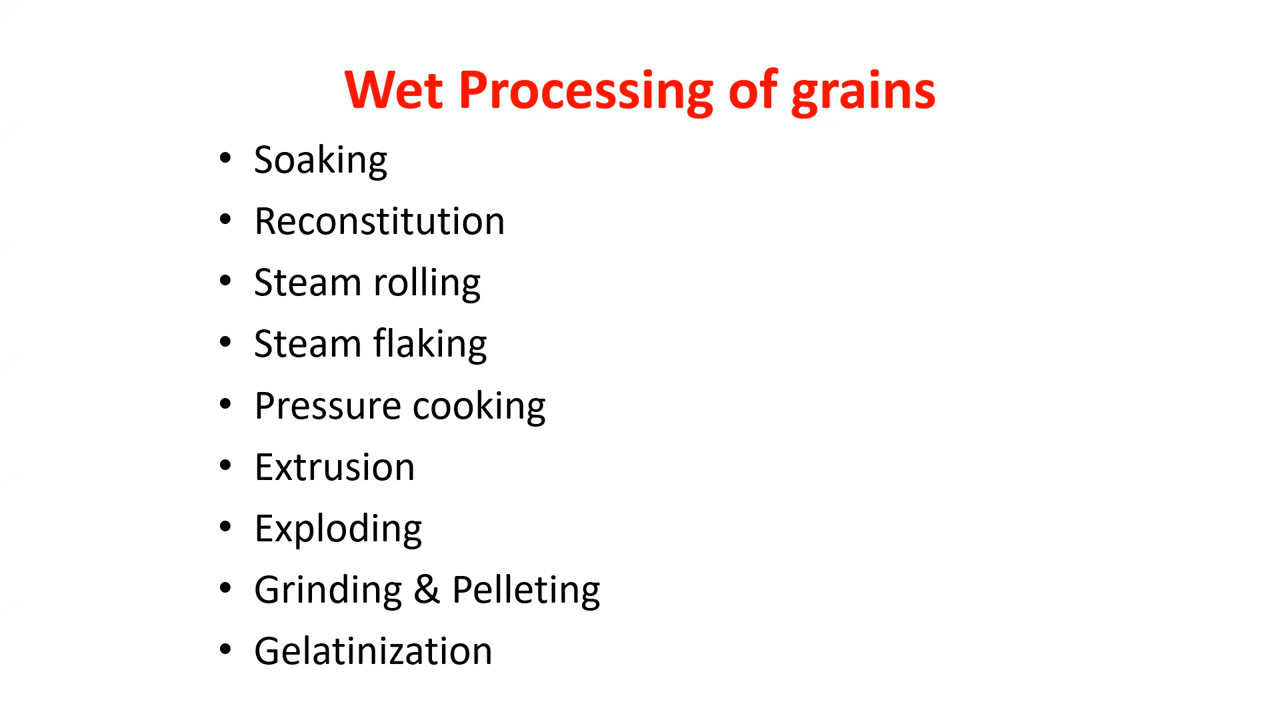 Wet Processing of grains
• Soaking
• Reconstitution
• Steam rolling
• Steam flaking
• Pressure cooking
• Extrusion
• Exploding
• Grinding & Pelleting
• Gelatinization